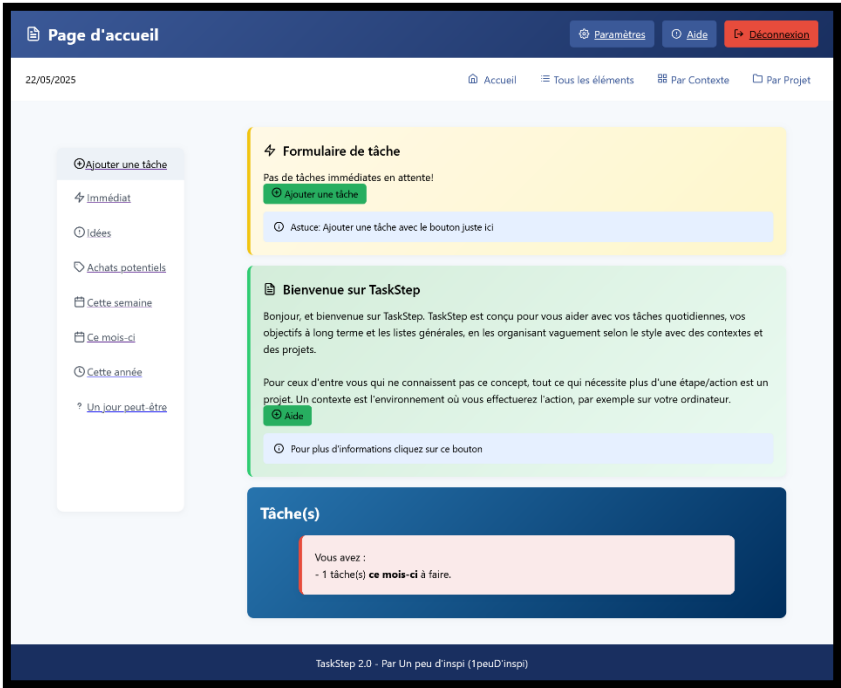 Page d'accueil
Paramètres
Aide
Déconnexion
22/05/2025
Accueil
Tous les éléments
Par Contexte
Par Projet
Ajouter une tâche
Immédiat
Idées
Achats potentiels
Cette semaine
Ce mois-ci
Cette année
? Un jour peut-être
Formulaire de tâche
Pas de tâches immédiates en attente!
Ajouter une tâche
Astuce: Ajouter une tâche avec le bouton juste ici
Bienvenue sur TaskStep
Bonjour, et bienvenue sur TaskStep. TaskStep est conçu pour vous aider avec vos tâches quotidiennes, vos
objectifs à long terme et les listes générales, en les organisant vaguement selon le style avec des contextes et
des projets.
Pour ceux d'entre vous qui ne connaissent pas ce concept, tout ce qui nécessite plus d'une étape/action est un
projet. Un contexte est l'environnement où vous effectuerez l'action, par exemple sur votre ordinateur.
Aide
Pour plus d'informations cliquez sur ce bouton
Tâche(s)
Vous avez :
- 1 tâche(s) ce mois-ci à faire.
TaskStep 2.0 - Par Un peu d'inspi (1peuD'inspi)